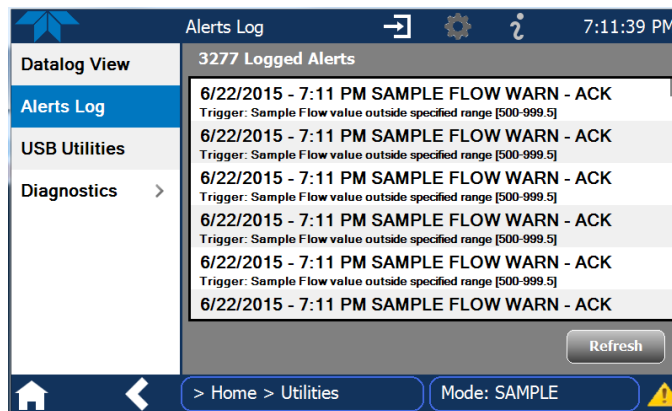 Alerts Log
7:11:39 PM
Datalog View
Alerts Log
USB Utilities
Diagnostics >
3277 Logged Alerts
6/22/2015 - 7:11 PM SAMPLE FLOW WARN - ACK
Trigger: Sample Flow value outside specified range [500-999.5]
6/22/2015 - 7:11 PM SAMPLE FLOW WARN - ACK
Trigger: Sample Flow value outside specified range [500-999.5]
6/22/2015 - 7:11 PM SAMPLE FLOW WARN - ACK
Trigger: Sample Flow value outside specified range [500-999.5]
6/22/2015 - 7:11 PM SAMPLE FLOW WARN - ACK
Trigger: Sample Flow value outside specified range [500-999.5]
6/22/2015 - 7:11 PM SAMPLE FLOW WARN - ACK
Trigger: Sample Flow value outside specified range [500-999.5]
6/22/2015 - 7:11 PM SAMPLE FLOW WARN - ACK
Refresh
> Home > Utilities
Mode: SAMPLE